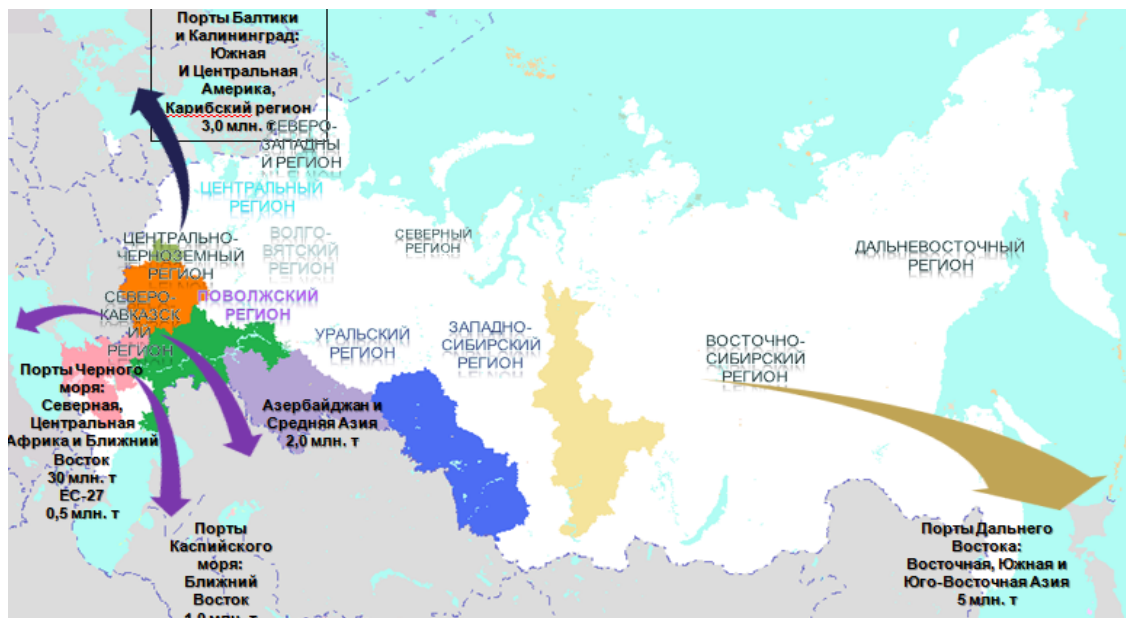 Порты Балтики
и Калининград:
Южная
И Центральная
Америка,
Карибский регион
3,0 млн. т
СЕВЕРО-
ЗАПАДНЫ
Й РЕГИОН
ЦЕНТРАЛЬНЫЙ
РЕГИОН
ЦЕНТРАЛЬНО-
ЧЕРНОЗЕМНЫЙ
РЕГИОН
ВОЛГО-
ВЯТСКИЙ
РЕГИОН
СЕВЕРНЫЙ
РЕГИОН
ДАЛЬНЕВОСТОЧНЫЙ
РЕГИОН
СЕВЕРО-
КАВКАЗСК
ИЙ
РЕГИОН
ПОВОЛЖСКИЙ
РЕГИОН
УРАЛЬСКИЙ
РЕГИОН
ЗАПАДНО-
СИБИРСКИЙ
РЕГИОН
ВОСТОЧНО-
СИБИРСКИЙ
РЕГИОН
Порты Черного
моря:
Северная,
Центральная
Африка и Ближний
Восток
30 млн. т
ЕС-27
0,5 млн. т
Азербайджан и
Средняя Азия
2,0 млн. т
Порты
Каспийского
моря:
Ближний
Восток
1,0 млн. т
Порты Дальнего
Востока:
Восточная, Южная и
Юго-Восточная Азия
5 млн. т